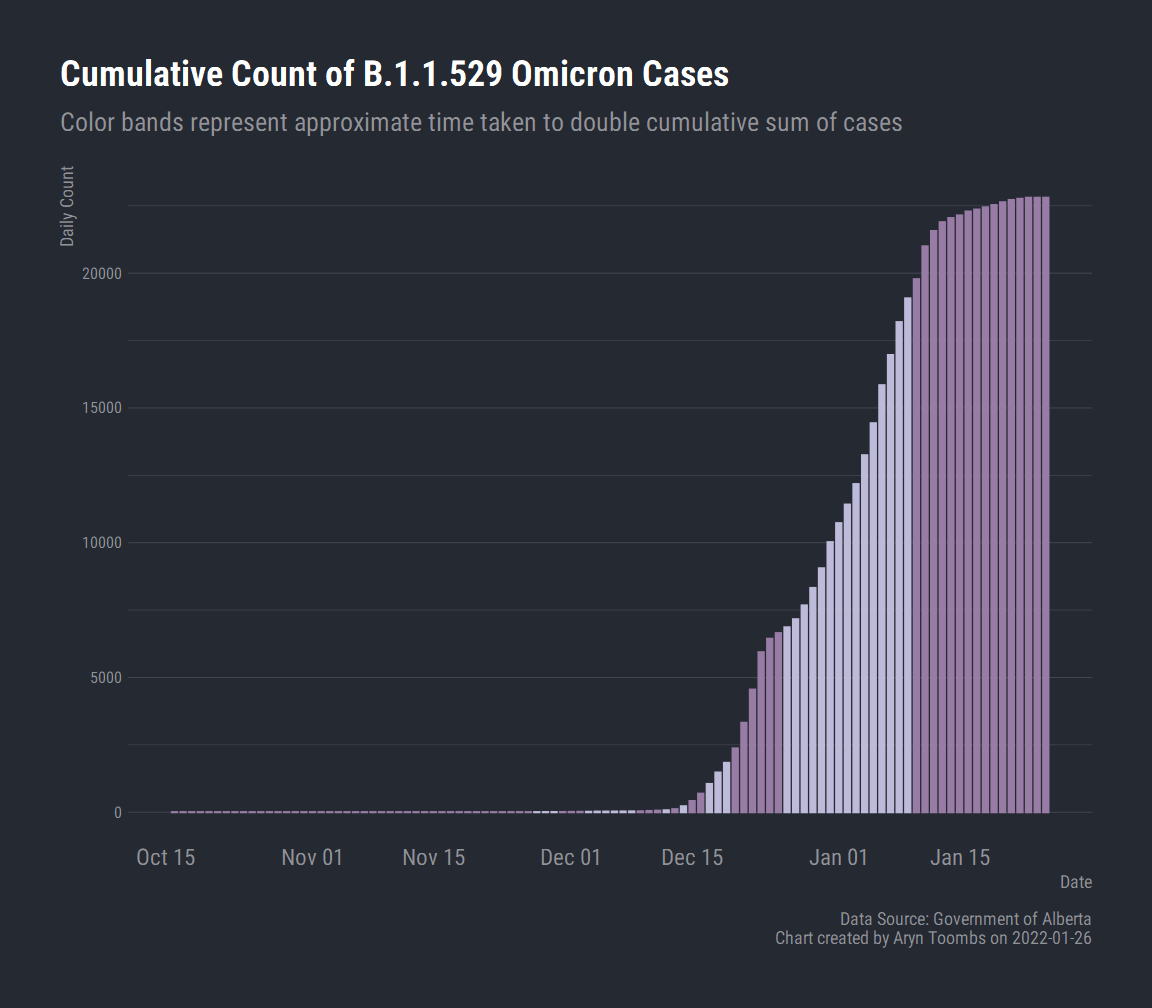 Cumulative Count of B.1.1.529 Omicron Cases
Color bands represent approximate time taken to double cumulative sum of cases
Daily Count
20000
15000
10000
5000
0
Oct 15 Nov 01 Nov 15 Dec 01 Dec 15 Jan 01 Jan 15
Date
Data Source: Government of Alberta
Chart created by Aryn Toombs on 2022-01-26